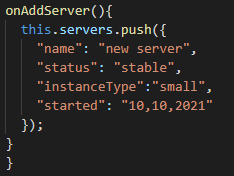 onAddServer(){
this.servers.push({
"name": "new server",
"status": "stable",
"instanceType":"small",
"started": "10,10,2021"
});
}
}